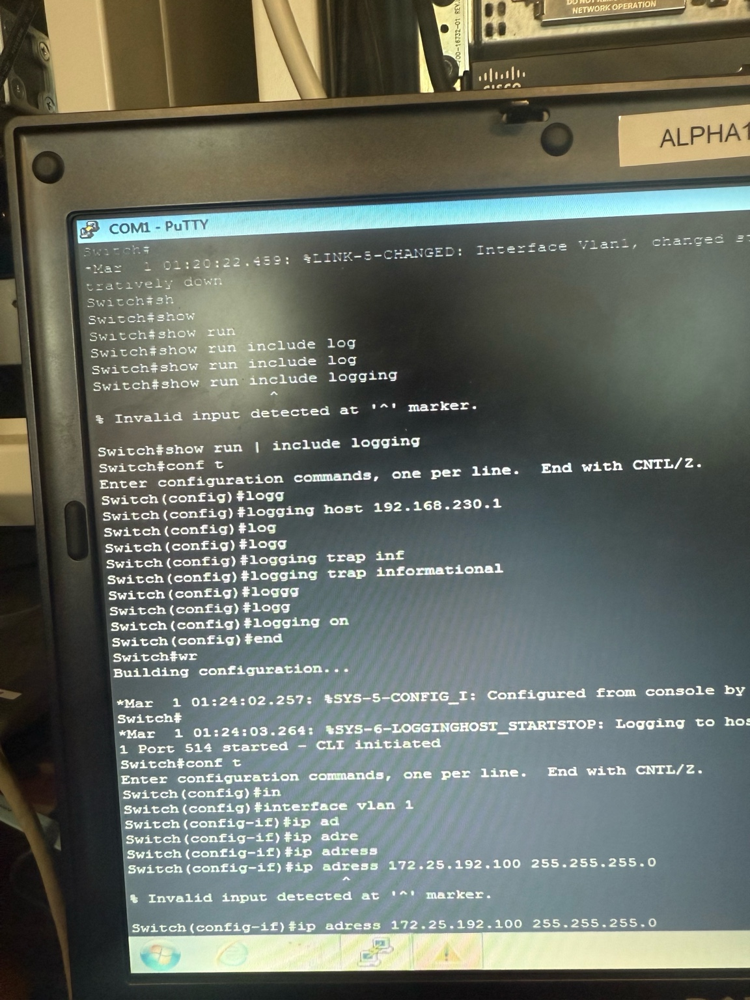 DO NOT
NETWORK OPERATION
700-16732-01 REV.
CISCO
ALPHA1
COM1 - PuTTY
Switch#
*Mar  1 01:20:22.459: %LINK-5-CHANGED: Interface Vlan1, changed st
tratively down
Switch#sh
Switch#show
Switch#show run
Switch#show run include log
Switch#show run include log
Switch#show run include logging
^
% Invalid input detected at '^' marker.
Switch#show run | include logging
Switch#conf t
Enter configuration commands, one per line.  End with CNTL/Z.
Switch(config)#logg
Switch(config)#logging host 192.168.230.1
Switch(config)#log
Switch(config)#logg
Switch(config)#logging trap inf
Switch(config)#logging trap informational
Switch(config)#loggg
Switch(config)#logg
Switch(config)#logging on
Switch(config)#end
Switch#wr
Building configuration...
*Mar  1 01:24:02.257: %SYS-5-CONFIG_I: Configured from console by
Switch#
*Mar  1 01:24:03.264: %SYS-6-LOGGINGHOST_STARTSTOP: Logging to hos
1 Port 514 started - CLI initiated
Switch#conf t
Enter configuration commands, one per line.  End with CNTL/Z.
Switch(config)#in
Switch(config)#interface vlan 1
Switch(config-if)#ip ad
Switch(config-if)#ip adre
Switch(config-if)#ip adress
Switch(config-if)#ip adress 172.25.192.100 255.255.255.0
^
% Invalid input detected at '^' marker.
Switch(config-if)#ip adress 172.25.192.100 255.255.255.0